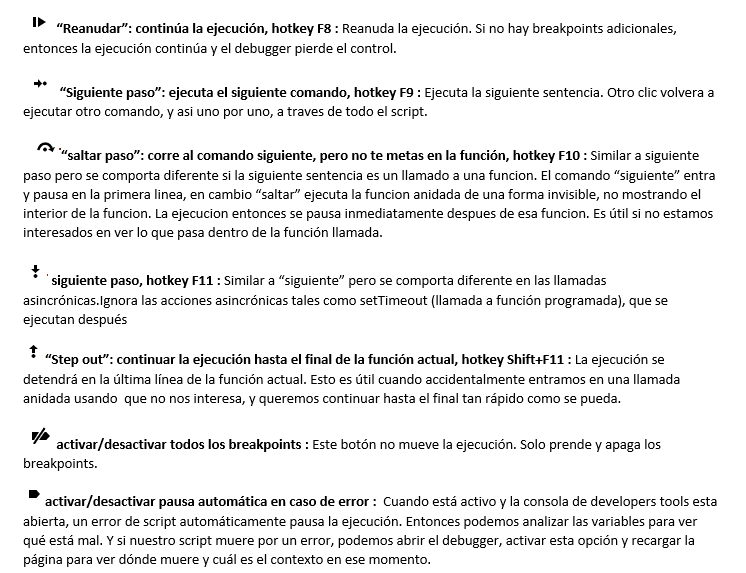 “Reanudar”: continúa la ejecución, hotkey F8 : Reanuda la ejecución. Si no hay breakpoints adicionales,
entonces la ejecución continúa y el debugger pierde el control.
“Siguiente paso”: ejecuta el siguiente comando, hotkey F9 : Ejecuta la siguiente sentencia. Otro clic volvera a
ejecutar otro comando, y asi uno por uno, a traves de todo el script.
“saltar paso”: corre al comando siguiente, pero no te metas en la función, hotkey F10 : Similar a siguiente
paso pero se comporta diferente si la siguiente sentencia es un llamado a una funcion. El comando “siguiente” entra
y pausa en la primera linea, en cambio “saltar” ejecuta la funcion anidada de una forma invisible, no mostrando el
interior de la funcion. La ejecucion entonces se pausa inmediatamente despues de esa funcion. Es útil si no estamos
interesados en ver lo que pasa dentro de la función llamada.
siguiente paso, hotkey F11 : Similar a “siguiente” pero se comporta diferente en las llamadas
asincrónicas.Ignora las acciones asincrónicas tales como setTimeout (llamada a función programada), que se
ejecutan después
“Step out”: continuar la ejecución hasta el final de la función actual, hotkey Shift+F11 : La ejecución se
detendrá en la última línea de la función actual. Esto es útil cuando accidentalmente entramos en una llamada
anidada usando  que no nos interesa, y queremos continuar hasta el final tan rápido como se pueda.
activar/desactivar todos los breakpoints : Este botón no mueve la ejecución. Solo prende y apaga los
breakpoints.
activar/desactivar pausa automática en caso de error :  Cuando está activo y la consola de developers tools esta
abierta, un error de script automáticamente pausa la ejecución. Entonces podemos analizar las variables para ver
qué está mal. Y si nuestro script muere por un error, podemos abrir el debugger, activar esta opción y recargar la
página para ver dónde muere y cuál es el contexto en ese momento.